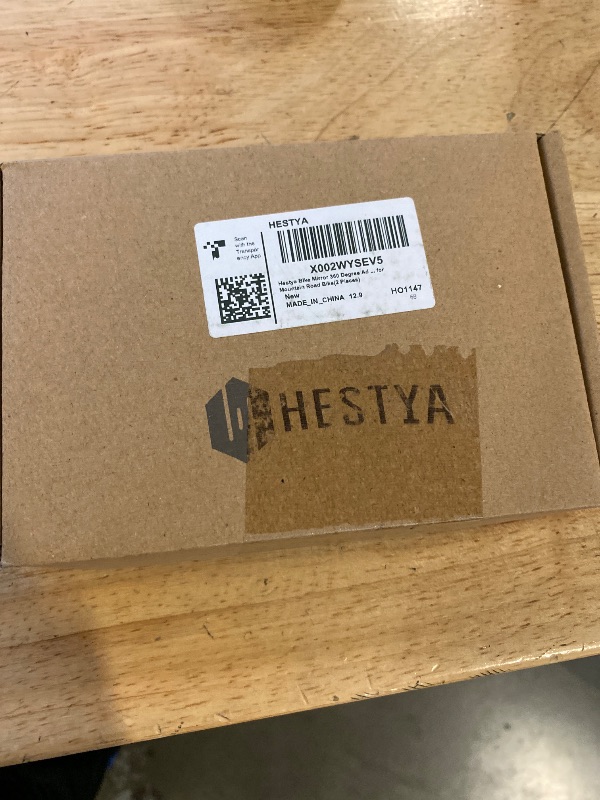 HESTYA
Scan
with the
Transpar
ency App
X002WYSEV5
Hestya Bike Mirror 360 Degree Ad ... for
Mountain Road Bike(2 Pieces)
New
MADE_IN_CHINA 12.9
HO1147
HESTYA